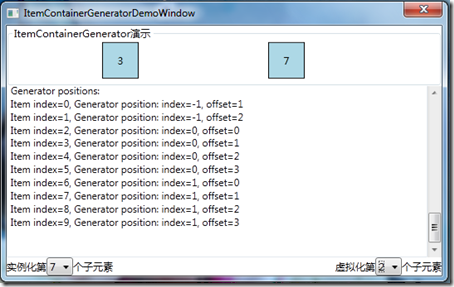 ItemContainerGeneratorDemoWindow
ItemContainerGenerator演示
3 7
Generator positions:
Item index=0, Generator position: index=-1, offset=1
Item index=1, Generator position: index=-1, offset=2
Item index=2, Generator position: index=0, offset=0
Item index=3, Generator position: index=0, offset=1
Item index=4, Generator position: index=0, offset=2
Item index=5, Generator position: index=0, offset=3
Item index=6, Generator position: index=1, offset=0
Item index=7, Generator position: index=1, offset=1
Item index=8, Generator position: index=1, offset=2
Item index=9, Generator position: index=1, offset=3
实例化第 7 个子元素 虚拟化第 2 个子元素